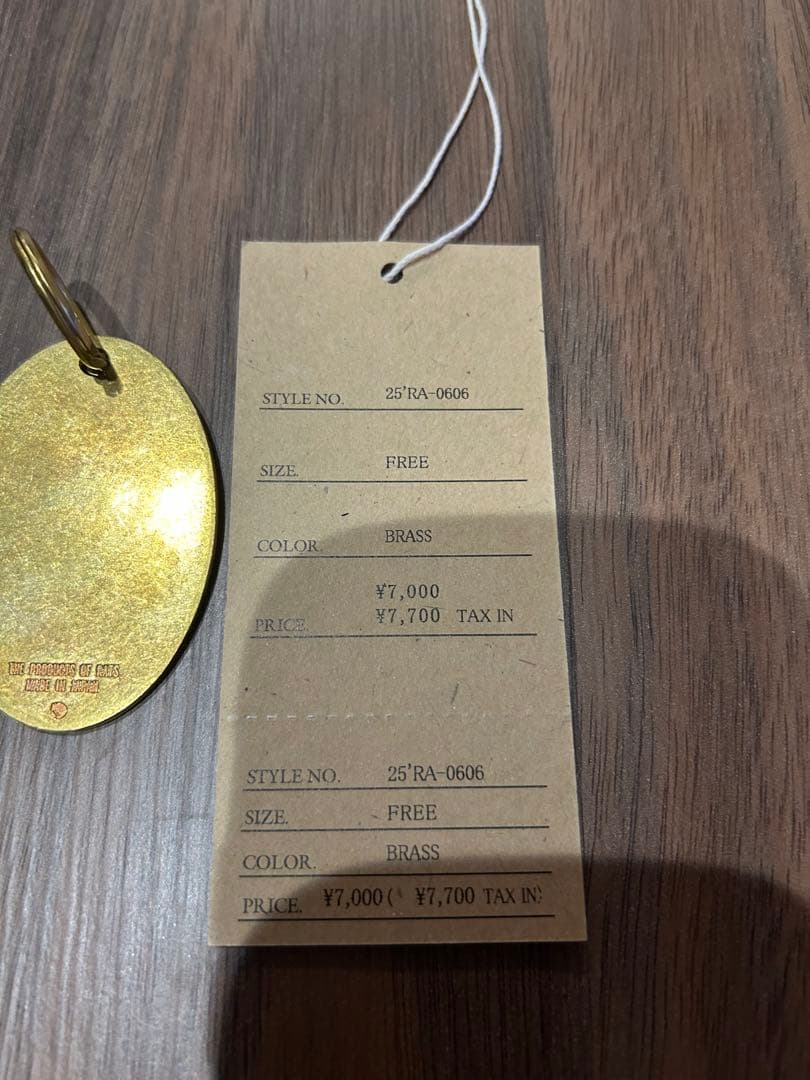 STYLE NO. 25'RA-0606
SIZE. FREE
COLOR. BRASS
¥7,000
PRICE. ¥7,700 TAX IN
STYLE NO. 25'RA-0606
SIZE. FREE
COLOR. BRASS
PRICE. ¥7,000( ¥7,700 TAX IN)
THE PRODUCTS OF RATS
MADE IN JAPAN